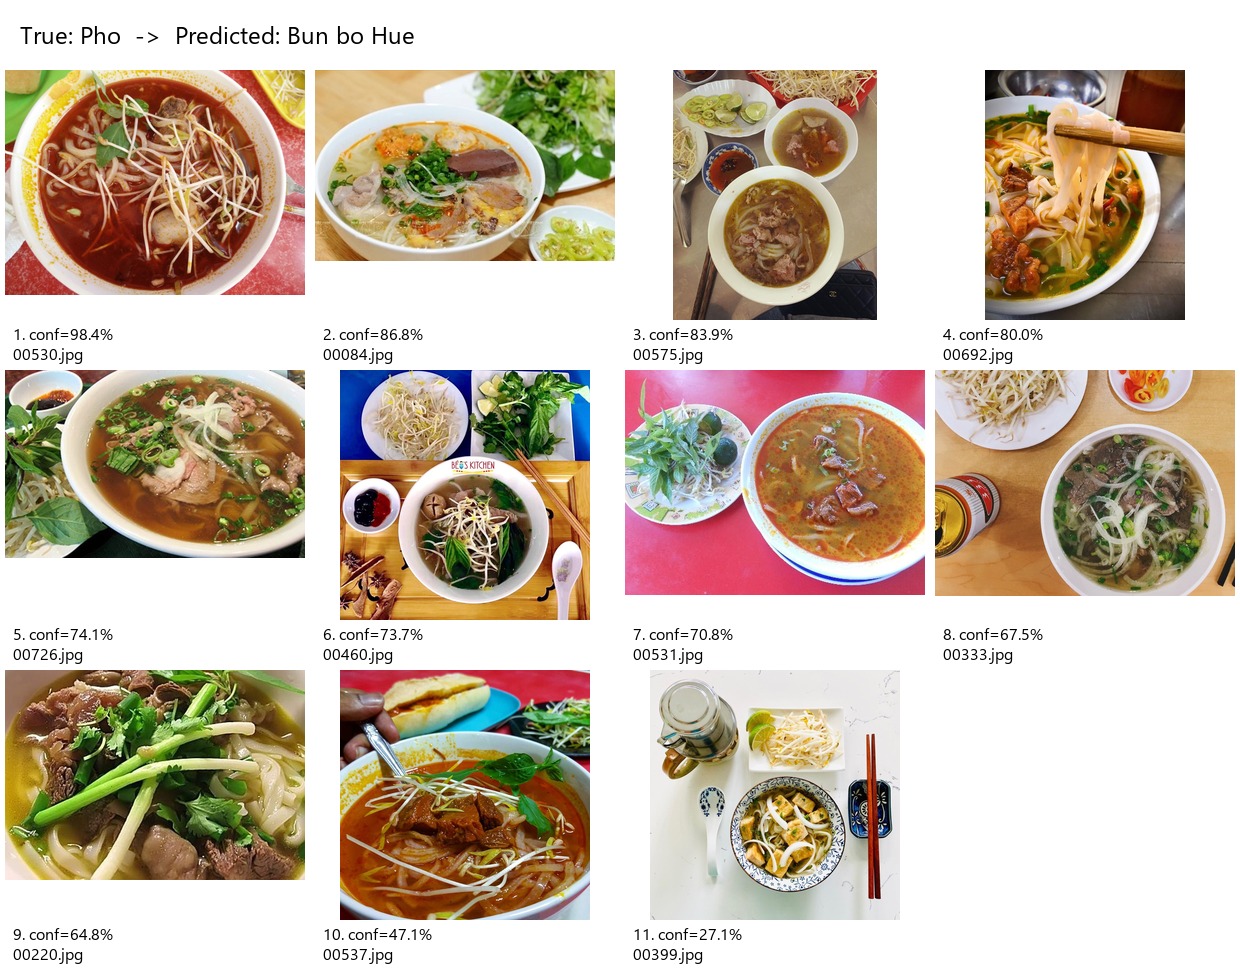 True: Pho -> Predicted: Bun bo Hue
1. conf=98.4%
00530.jpg
2. conf=86.8%
00084.jpg
3. conf=83.9%
00575.jpg
4. conf=80.0%
00692.jpg
5. conf=74.1%
00726.jpg
BÉO'S KITCHEN
6. conf=73.7%
00460.jpg
7. conf=70.8%
00531.jpg
8. conf=67.5%
00333.jpg
9. conf=64.8%
00220.jpg
10. conf=47.1%
00537.jpg
11. conf=27.1%
00399.jpg